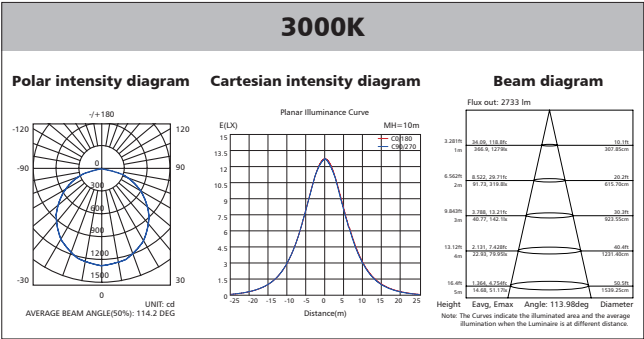 3000K
Polar intensity diagram
Cartesian intensity diagram
Beam diagram
-/+180
-120
120
-90
90
0
300
600
900
1200
1500
-30
30
0
UNIT: cd
AVERAGE BEAM ANGLE(50%): 114.2 DEG
Planar Illuminance Curve
E(LX)
MH=10m
C0/180
C90/270
15
13.5
12
10.5
9
7.5
6
4.5
3
1.5
0
-25 -20 -15 -10 -5 0 5 10 15 20 25
Distance(m)
Flux out: 2733 lm
3.281ft 34.09, 118.8fc 10.1ft
1m 366.9, 1279lx 307.85cm
6.562ft 8.522, 29.71fc 20.2ft
2m 91.73, 319.8lx 615.70cm
9.843ft 3.788, 13.21fc 30.3ft
3m 40.77, 142.1lx 923.55cm
13.12ft 2.131, 7.428fc 40.4ft
4m 22.93, 79.95lx 1231.40cm
16.4ft 1.364, 4.754fc 50.5ft
5m 14.68, 51.17lx 1539.25cm
Height Eavg, Emax Angle: 113.98deg Diameter
Note: The Curves indicate the illuminated area and the average
illumination when the Luminaire is at different distance.